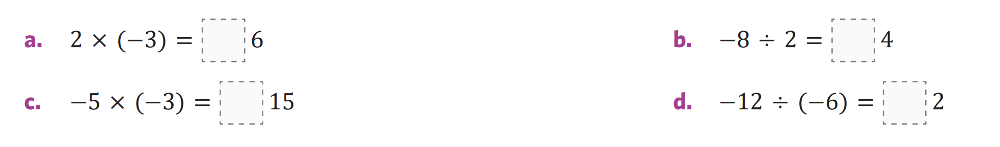 a. 2 × (−3) = 6
b. −8 ÷ 2 = 4
c. −5 × (−3) = 15
d. −12 ÷ (−6) = 2